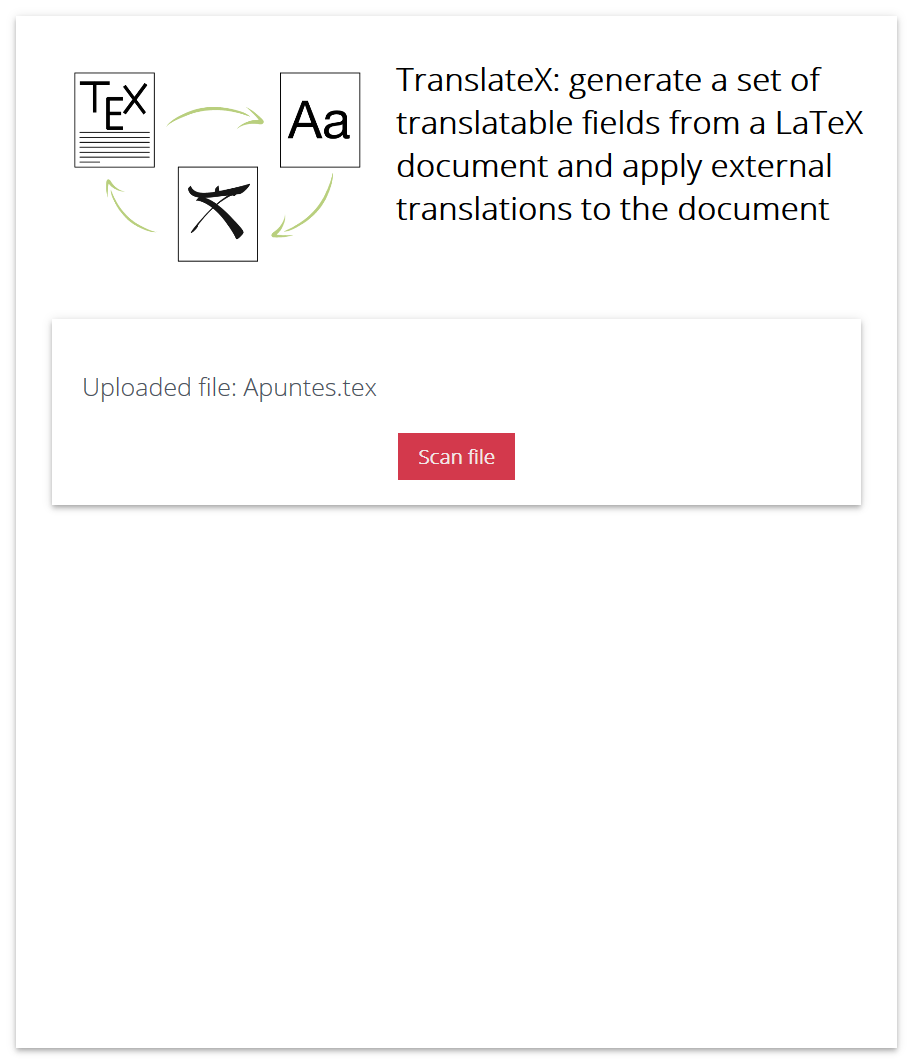 TEX
Aa
TranslateX: generate a set of
translatable fields from a LaTeX
document and apply external
translations to the document
Uploaded file: Apuntes.tex
Scan file